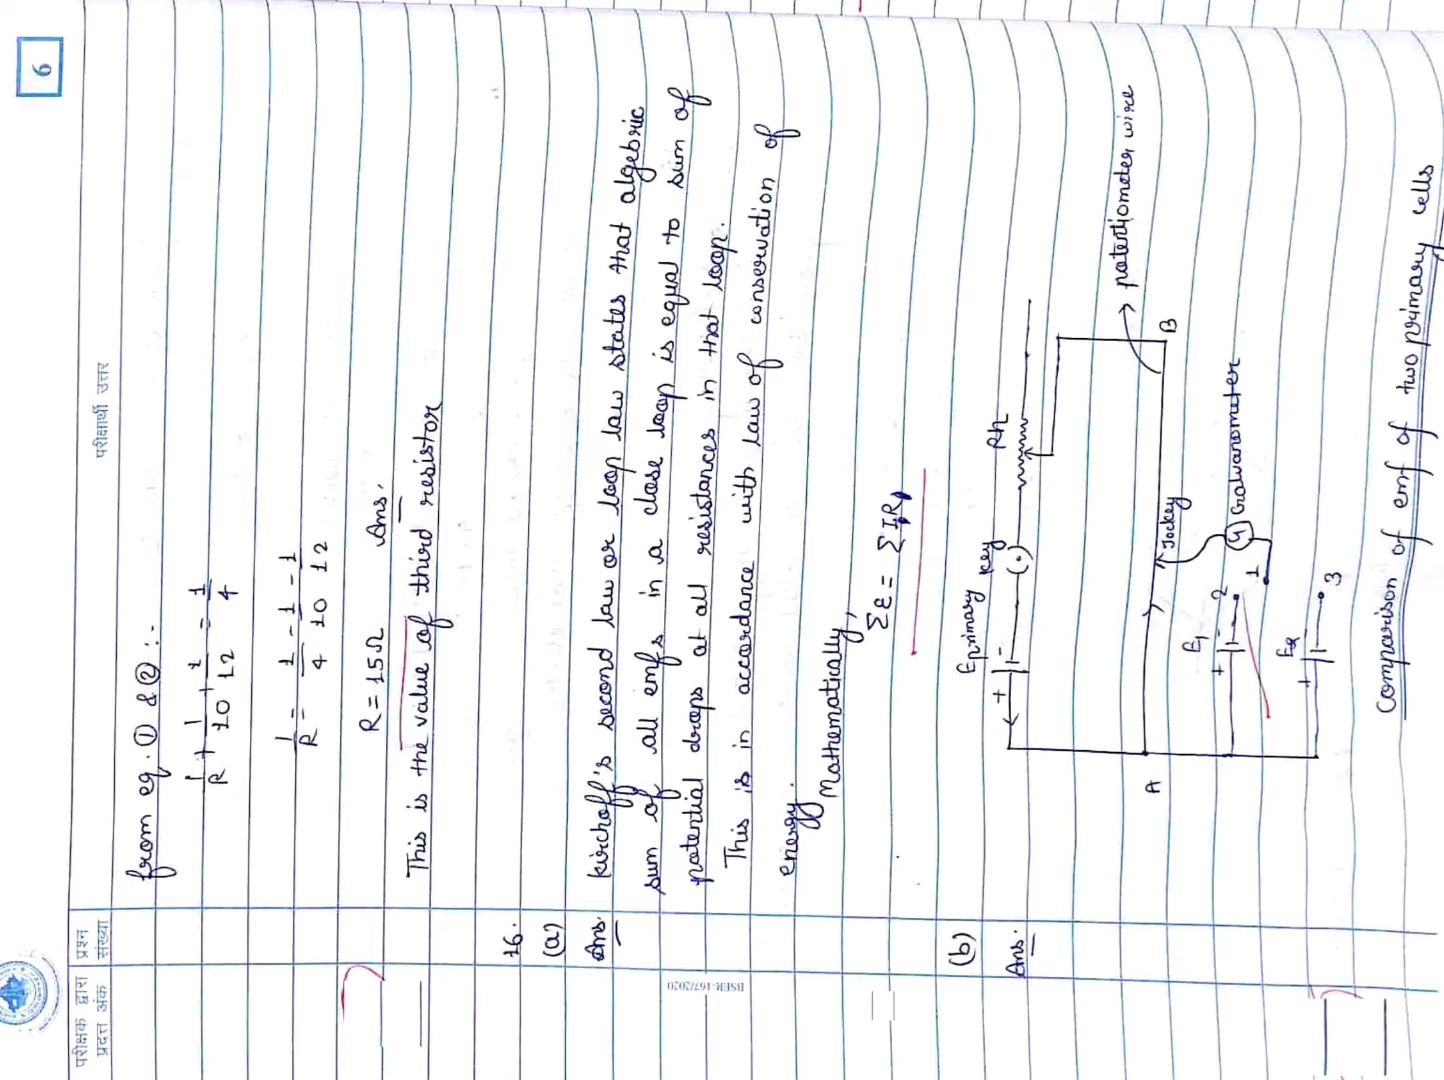 6
परीक्षक द्वारा प्रदत्त अंक
प्रश्न संख्या
परीक्षार्थी उत्तर
from eq. ① & ② :-
1/R + 1/10 + 1/12 = 1/4
1/R = 1/4 - 1/10 - 1/12
R = 15Ω Ans.
This is the value of third resistor
16.
(a)
Ans. kirchoff's second law or loop law states that algebric
sum of all emfs in a close loop is equal to sum of
potential drops at all resistances in that loop.
This is in accordance with law of conservation of
energy.
Mathematically,
ΣE = ΣIR
BSER-167/2020
(b)
Ans.
Eprimary
key
Rh
+
-
(·)
potentiometer wire
A
B
Jockey
G
Galvanometer
E1
+
-
2
1
E2
+
3
Comparison of emf of two primary cells